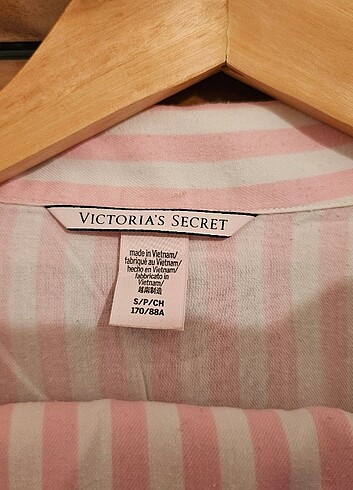 VICTORIA'S SECRET
made in Vietnam/
fabriqué au Vietnam/
hecho en Vietnam/
fabbricato in
Vietnam/
越南制造
S/P/CH
170/88A